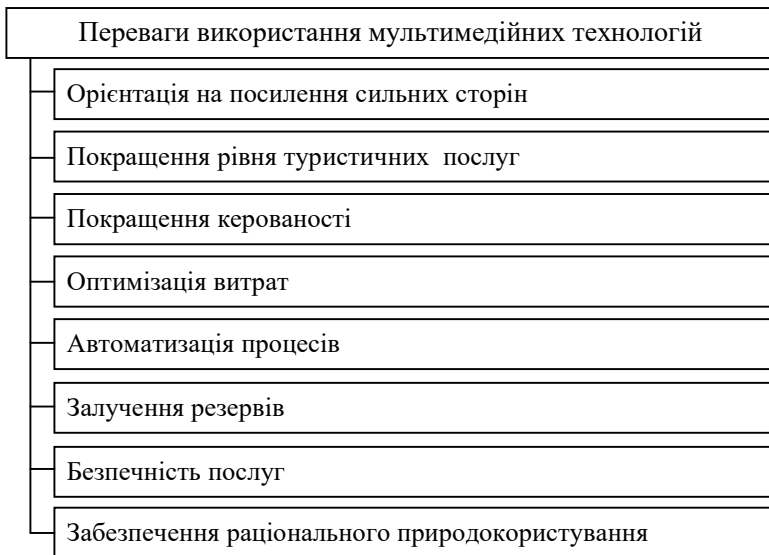 Переваги використання мультимедійних технологій
Орієнтація на посилення сильних сторін
Покращення рівня туристичних послуг
Покращення керованості
Оптимізація витрат
Автоматизація процесів
Залучення резервів
Безпечність послуг
Забезпечення раціонального природокористування